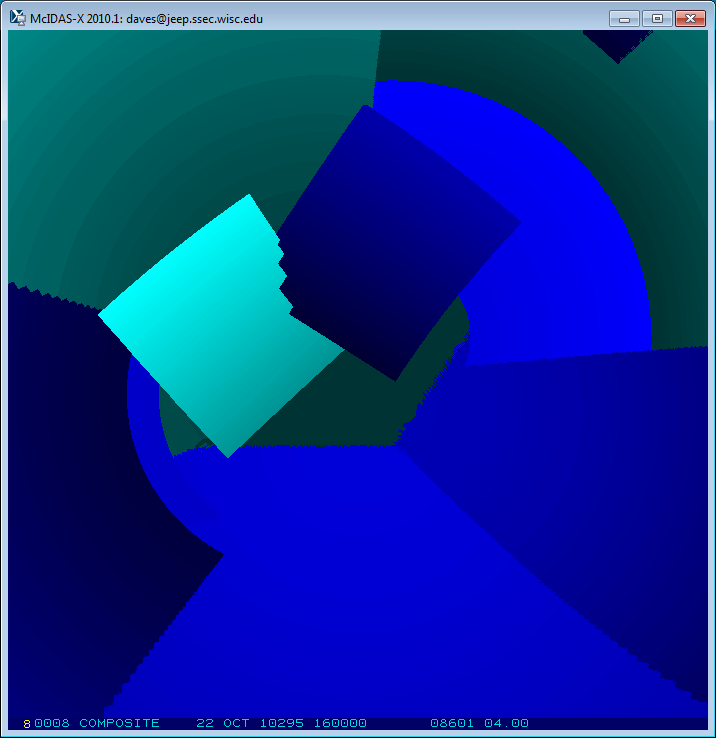 McIDAS-X 2010.1: daves@jeep.ssec.wisc.edu
8 0008 COMPOSITE 22 OCT 10295 160000 08601 04.00